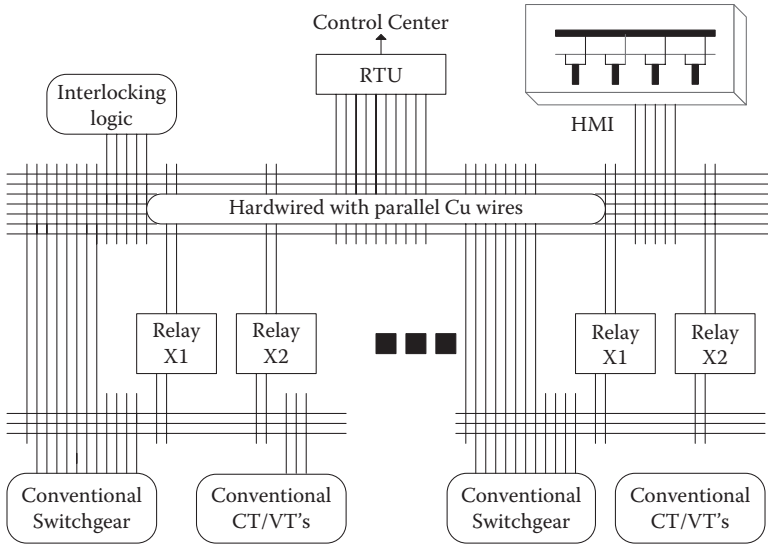 Control Center
RTU
Interlocking
logic
HMI
Hardwired with parallel Cu wires
Relay
X1
Relay
X2
Relay
X1
Relay
X2
Conventional
Switchgear
Conventional
CT/VT's
Conventional
Switchgear
Conventional
CT/VT's